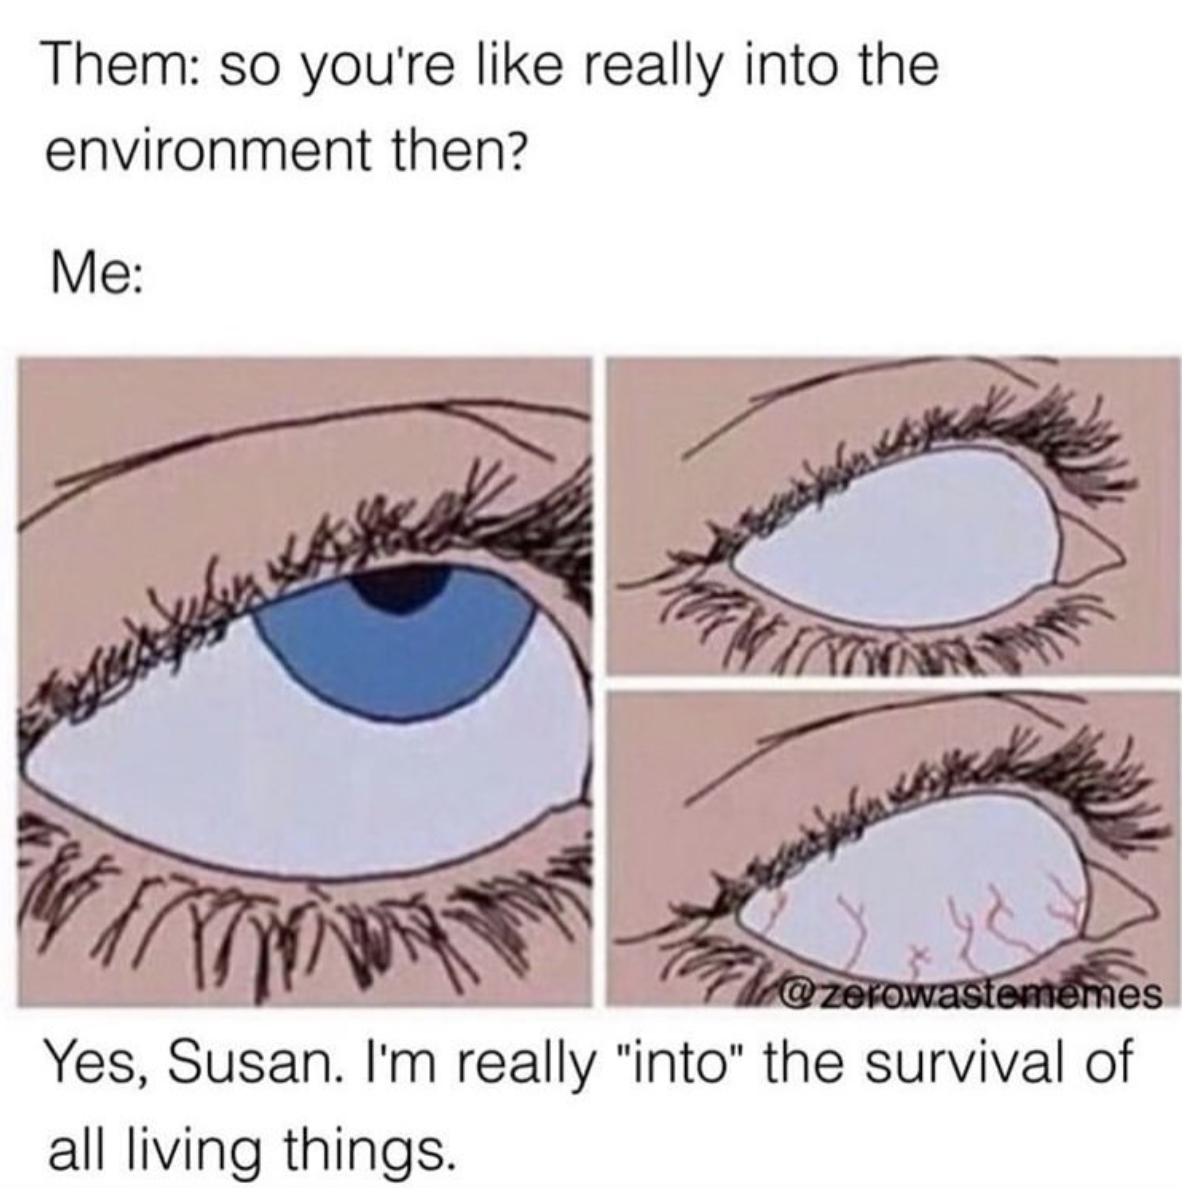 Them: so you're like really into the
environment then?
Me:
@zerowastememes
Yes, Susan. I'm really "into" the survival of
all living things.